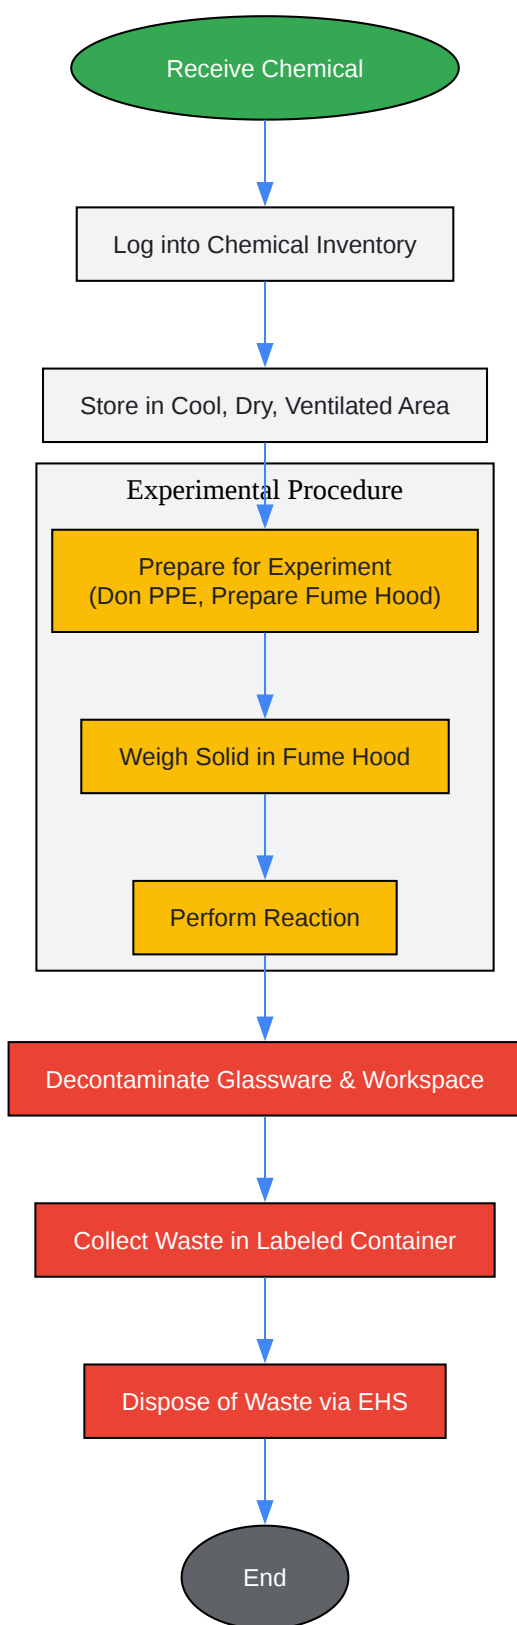 Receive Chemical
Log into Chemical Inventory
Store in Cool, Dry, Ventilated Area
Experimental Procedure
Prepare for Experiment
(Don PPE, Prepare Fume Hood)
Weigh Solid in Fume Hood
Perform Reaction
Decontaminate Glassware & Workspace
Collect Waste in Labeled Container
Dispose of Waste via EHS
End